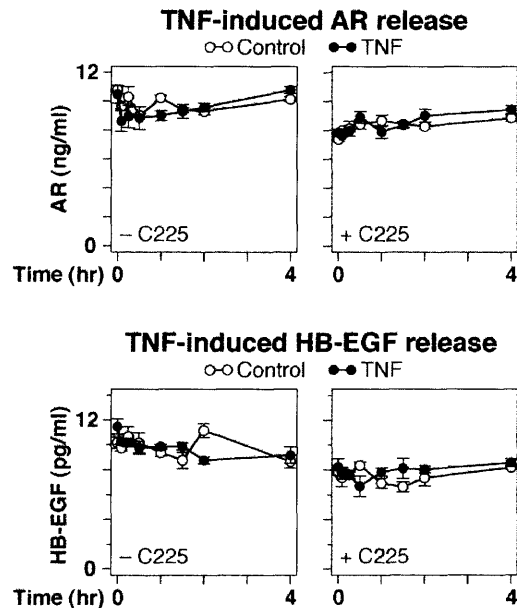 TNF-induced AR release
Control TNF
12
AR (ng/ml)
0
– C225
+ C225
Time (hr) 0 4 0 4
TNF-induced HB-EGF release
Control TNF
12
HB-EGF (pg/ml)
0
– C225
+ C225
Time (hr) 0 4 0 4